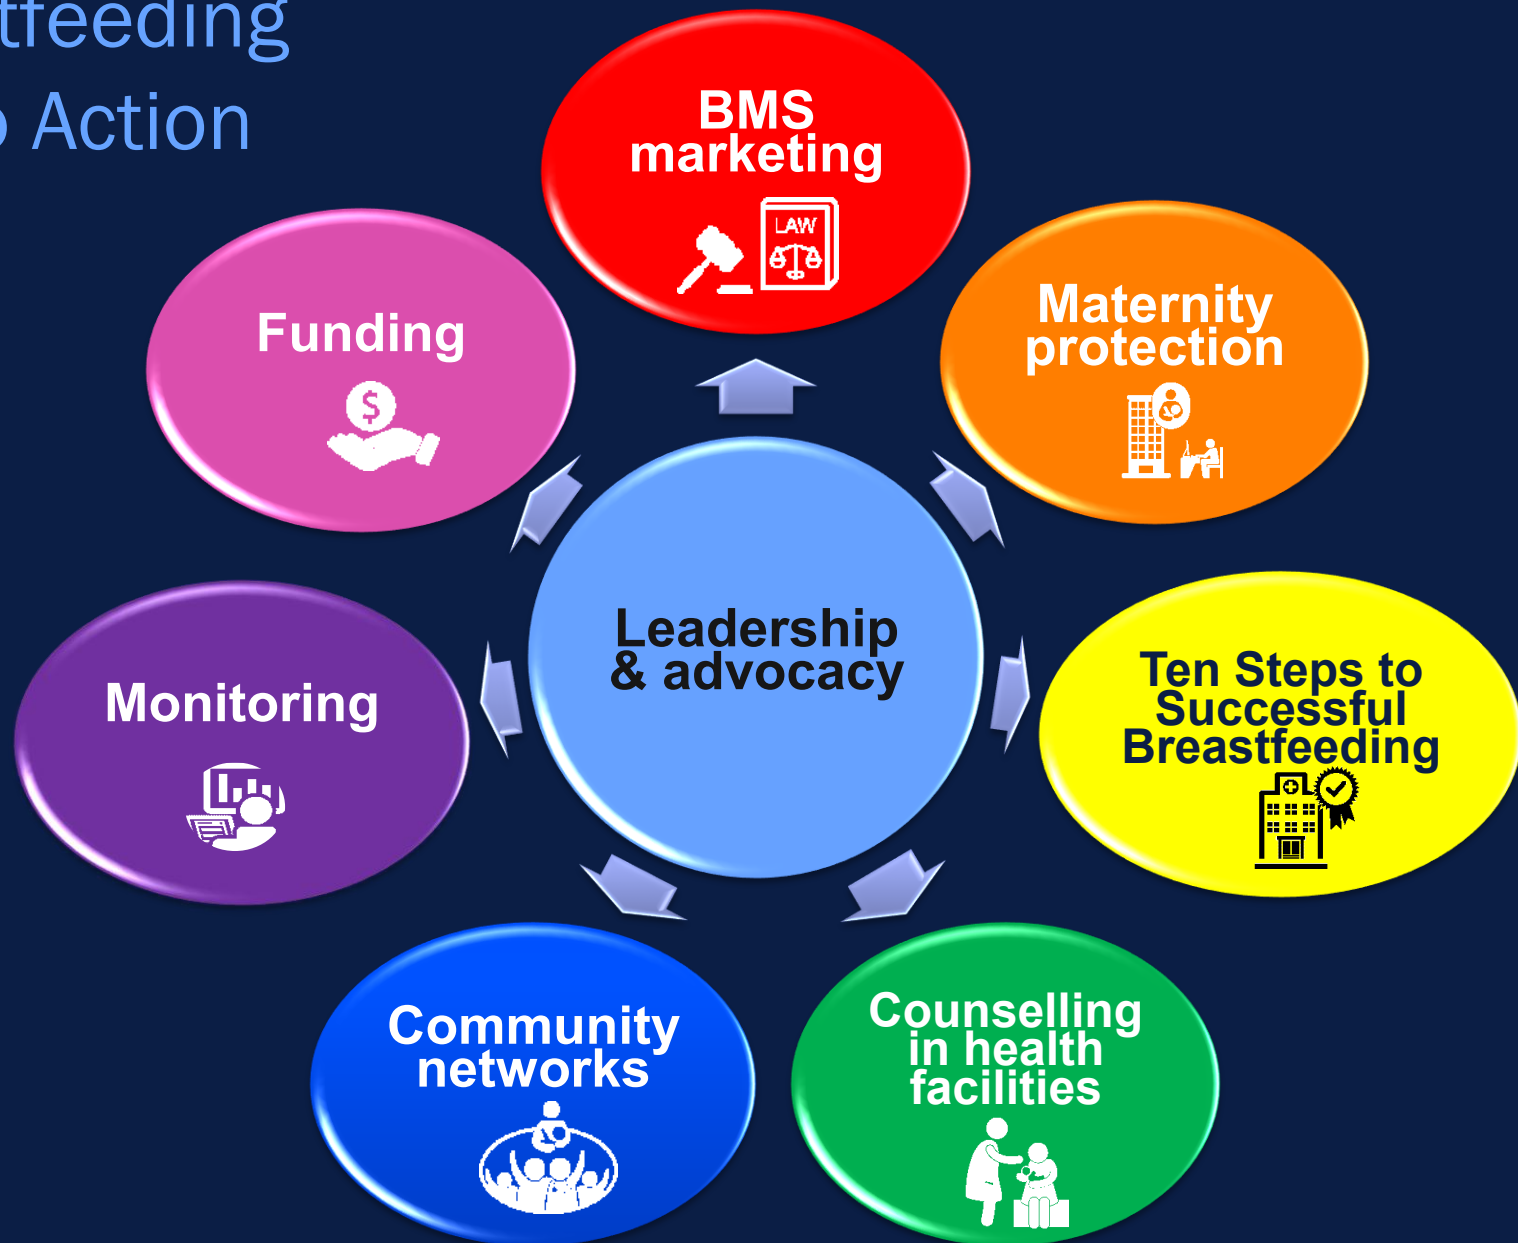 tfeeding
o Action
BMS
marketing
LAW
Funding
$
Maternity
protection
Leadership
& advocacy
Monitoring
Ten Steps to
Successful
Breastfeeding
Community
networks
Counselling
in health
facilities